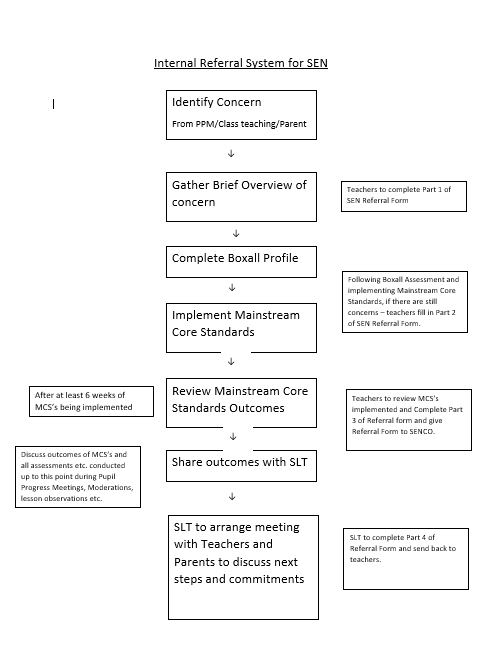 Internal Referral System for SEN
Identify Concern
From PPM/Class teaching/Parent
↓
Gather Brief Overview of
concern
Teachers to complete Part 1 of
SEN Referral Form
↓
Complete Boxall Profile
↓
Following Boxall Assessment and
implementing Mainstream Core
Standards, if there are still
concerns – teachers fill in Part 2
of SEN Referral Form.
Implement Mainstream
Core Standards
↓
After at least 6 weeks of
MCS's being implemented
Review Mainstream Core
Standards Outcomes
Teachers to review MCS's
implemented and Complete Part
3 of Referral form and give
Referral Form to SENCO.
↓
Discuss outcomes of MCS's and
all assessments etc. conducted
up to this point during Pupil
Progress Meetings, Moderations,
lesson observations etc.
Share outcomes with SLT
↓
SLT to arrange meeting
with Teachers and
Parents to discuss next
steps and commitments
SLT to complete Part 4 of
Referral Form and send back to
teachers.